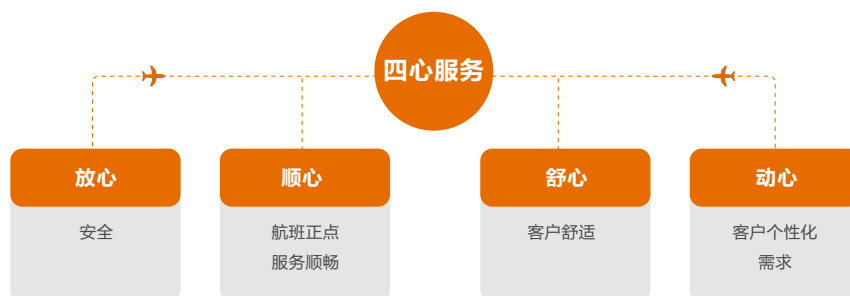 四心服务
放心
安全
顺心
航班正点
服务顺畅
舒心
客户舒适
动心
客户个性化
需求